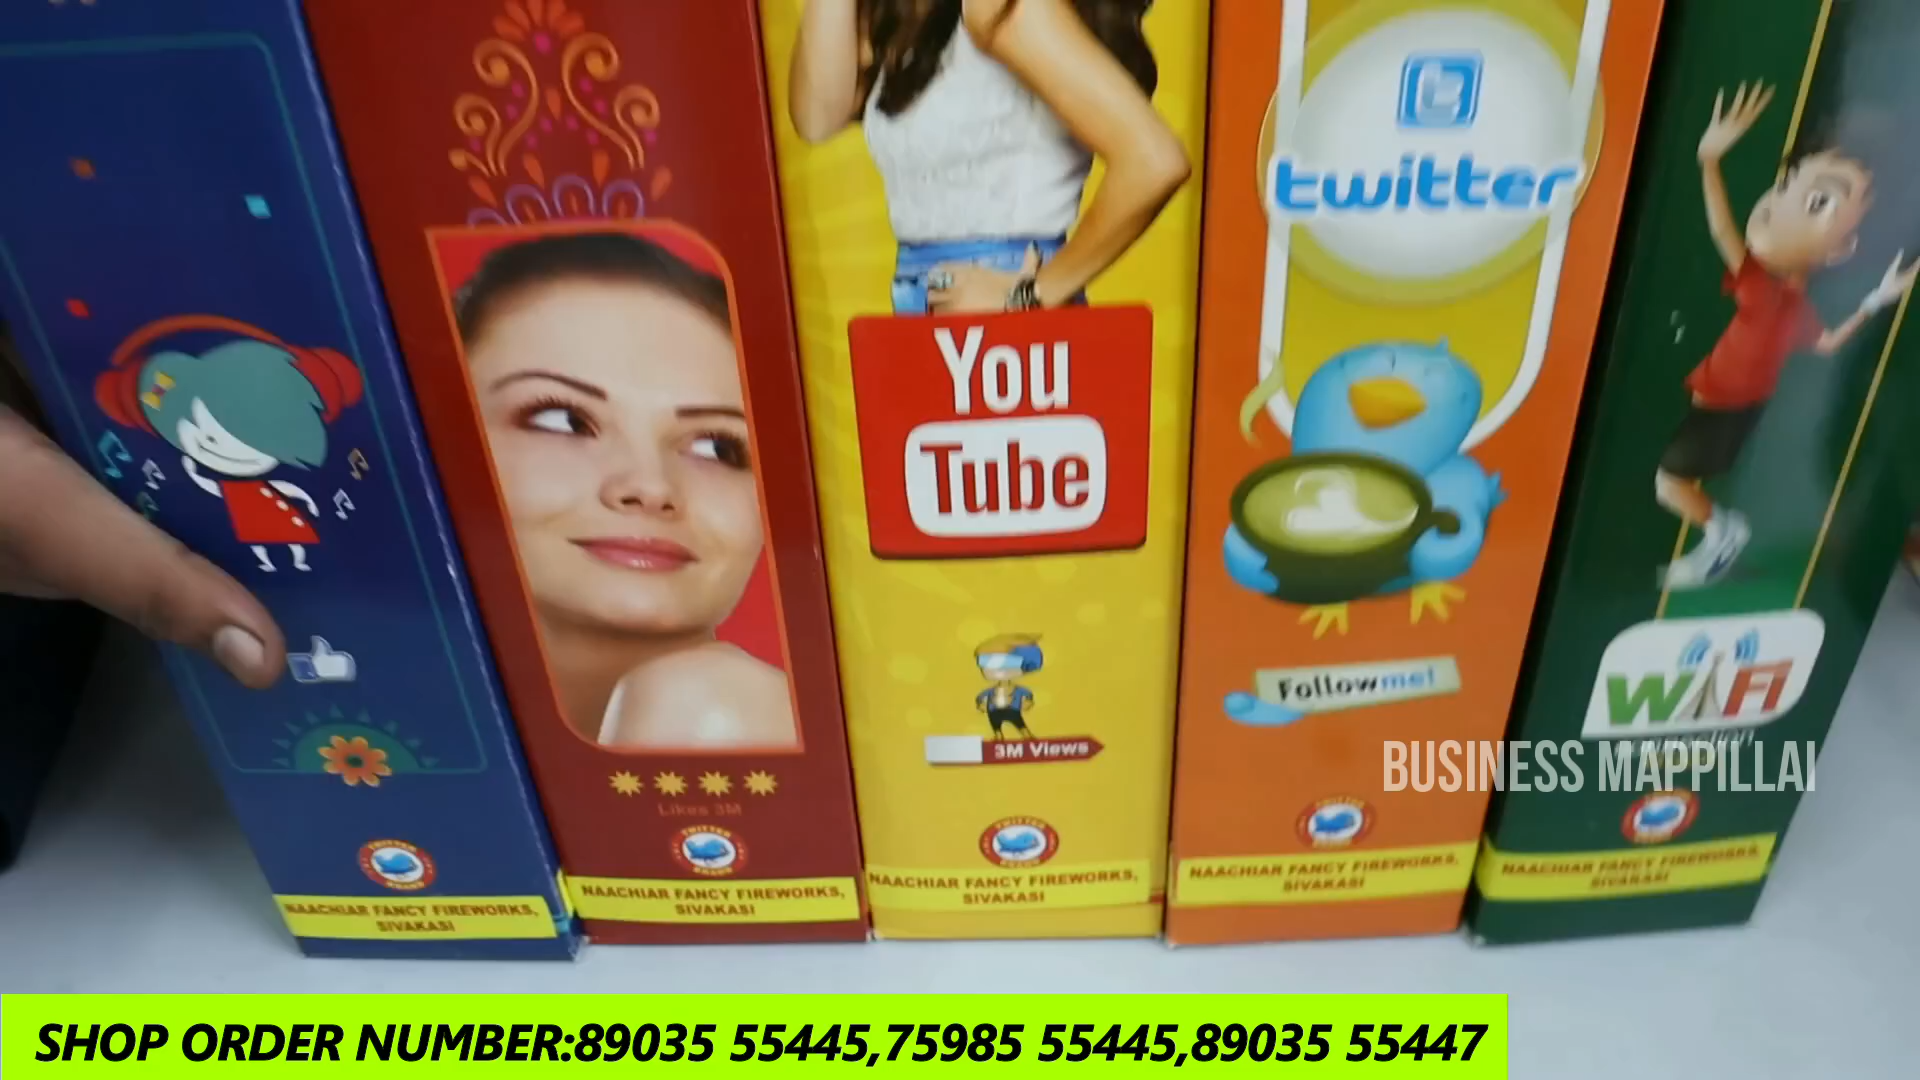 twitter
You
Tube
Followme!
WiFi
3M Views
Likes 3M
BUSINESS MAPPILLAI
NAACHIAR FANCY FIREWORKS,
SIVAKASI
NAACHIAR FANCY FIREWORKS,
SIVAKASI
NAACHIAR FANCY FIREWORKS,
SIVAKASI
NAACHIAR FANCY FIREWORKS,
SIVAKASI
NAACHIAR FANCY FIREWORKS,
SIVAKASI
SHOP ORDER NUMBER:89035 55445,75985 55445,89035 55447